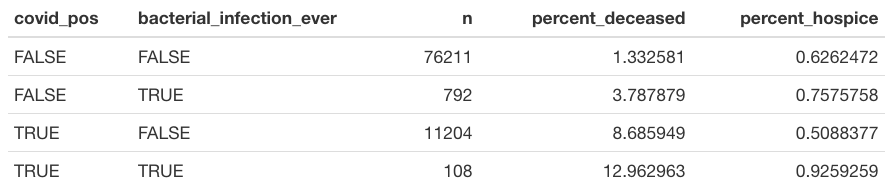 covid_pos bacterial_infection_ever n percent_deceased percent_hospice
FALSE FALSE 76211 1.332581 0.6262472
FALSE TRUE 792 3.787879 0.7575758
TRUE FALSE 11204 8.685949 0.5088377
TRUE TRUE 108 12.962963 0.9259259